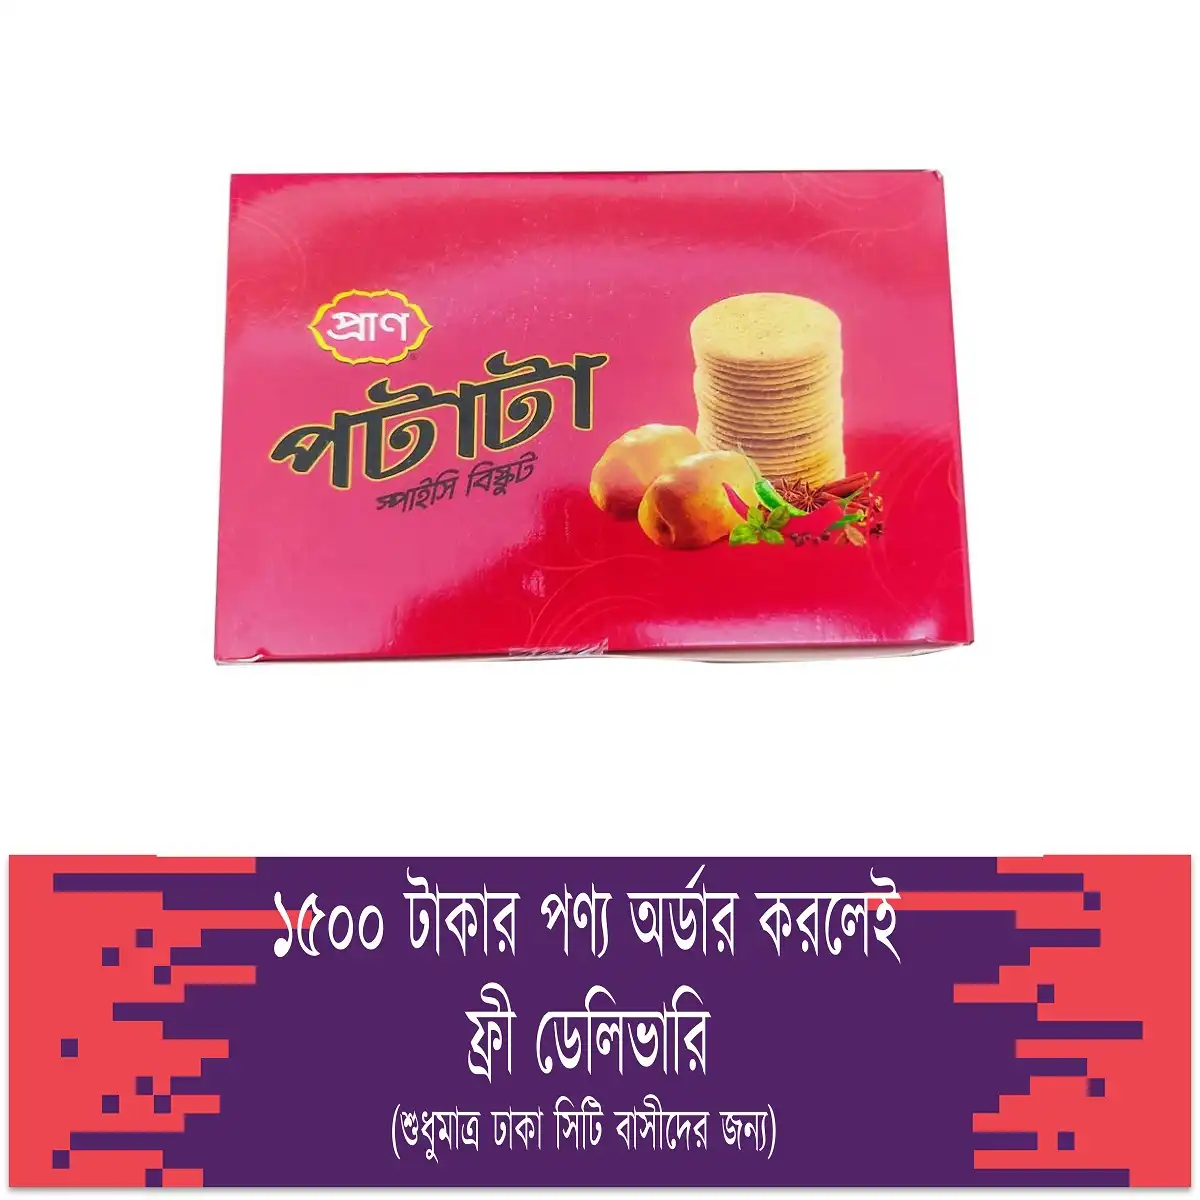 প্রাণ
পটাটা
স্পাইসি বিস্কুট
১৫০০ টাকার পণ্য অর্ডার করলেই
ফ্রী ডেলিভারি
(শুধুমাত্র ঢাকা সিটি বাসীদের জন্য)